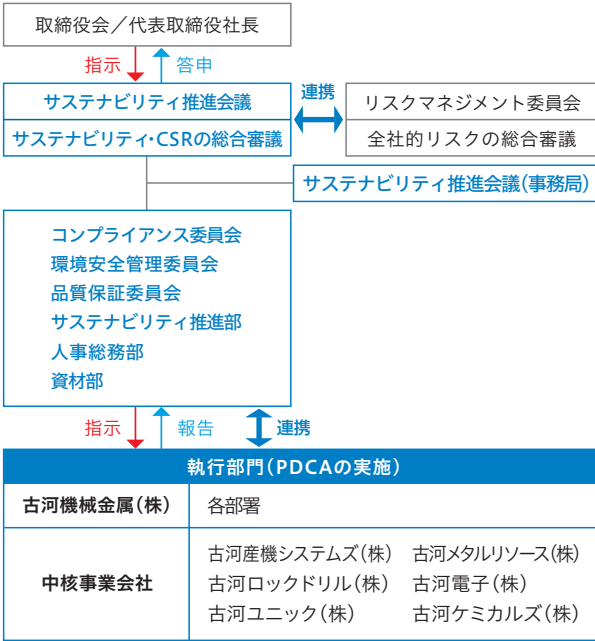 取締役会／代表取締役社長
指示
答申
サステナビリティ推進会議
サステナビリティ・CSRの総合審議
連携
リスクマネジメント委員会
全社的リスクの総合審議
サステナビリティ推進会議（事務局）
コンプライアンス委員会
環境安全管理委員会
品質保証委員会
サステナビリティ推進部
人事総務部
資材部
指示
報告
連携
執行部門（PDCAの実施）
古河機械金属（株） 各部署
中核事業会社
古河産機システムズ（株） 古河メタルリソース（株）
古河ロックドリル（株） 古河電子（株）
古河ユニック（株） 古河ケミカルズ（株）